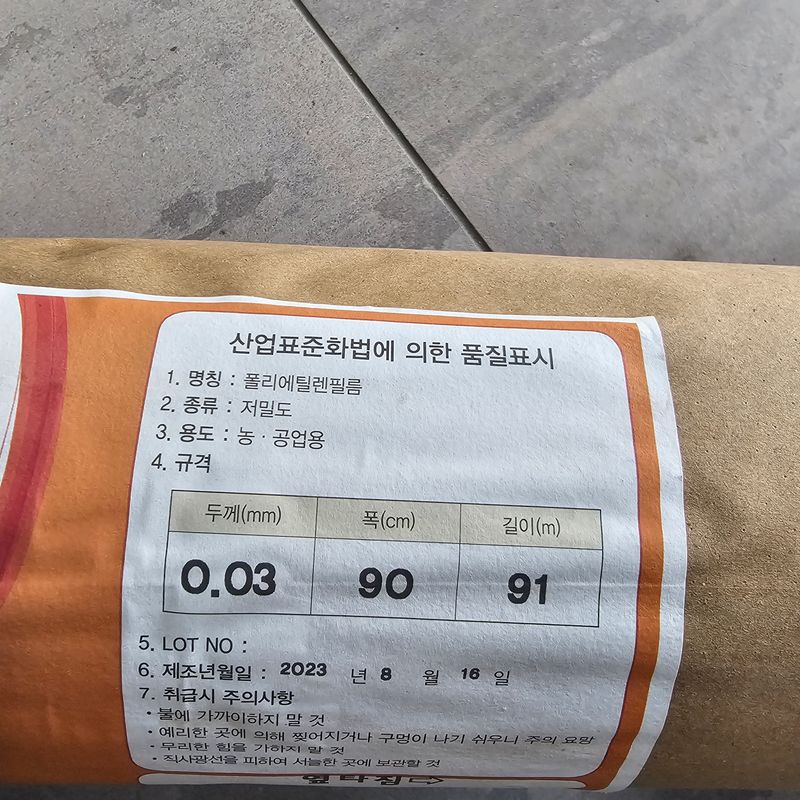 산업표준화법에 의한 품질표시
1. 명칭 : 폴리에틸렌필름
2. 종류 : 저밀도
3. 용도 : 농·공업용
4. 규격
두께(mm) 폭(cm) 길이(m)
0.03 90 91
5. LOT NO :
6. 제조년월일 : 2023 년 8 월 16 일
7. 취급시 주의사항
• 불에 가까이하지 말 것
• 예리한 곳에 의해 찢어지거나 구멍이 나기 쉬우니 주의 요망
• 무리한 힘을 가하지 말 것
• 직사광선을 피하여 서늘한 곳에 보관할 것